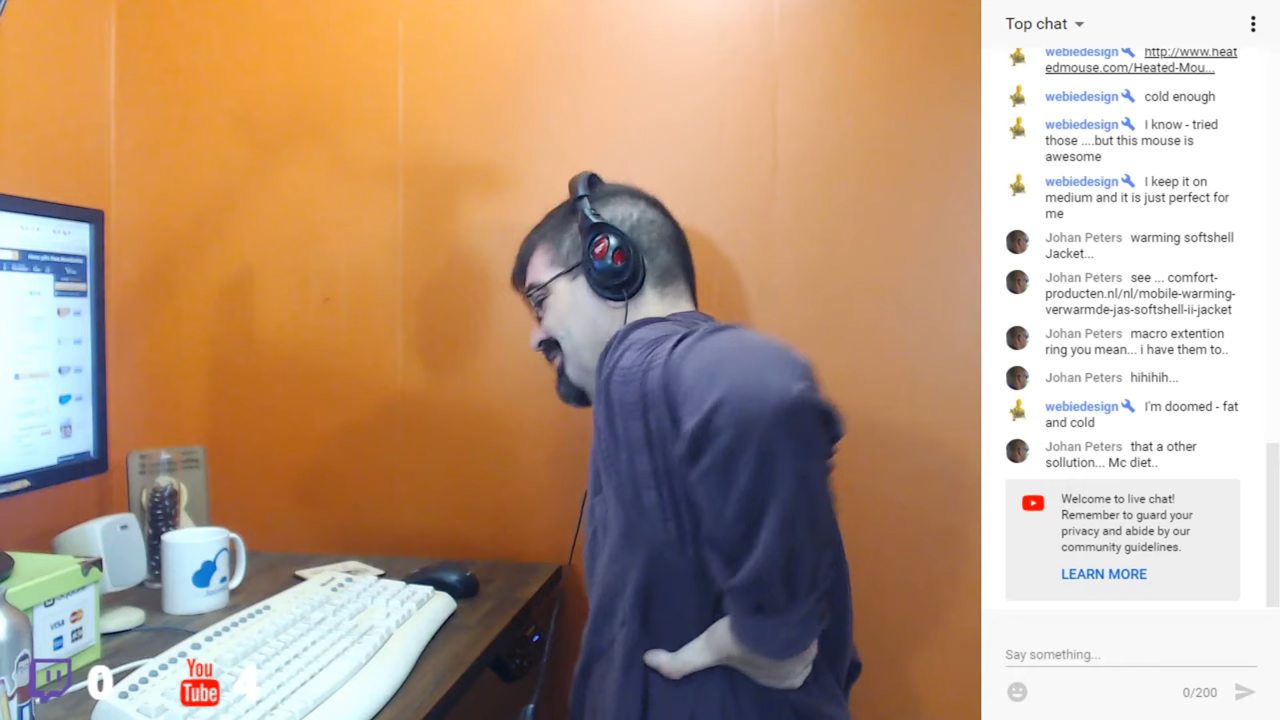 Top chat
webiedesign http://www.heat
edmouse.com/Heated-Mou...
webiedesign cold enough
webiedesign I know - tried
those ....but this mouse is
awesome
webiedesign I keep it on
medium and it is just perfect for
me
Johan Peters warming softshell
Jacket...
Johan Peters see ... comfort-
producten.nl/nl/mobile-warming-
verwarmde-jas-softshell-ii-jacket
Johan Peters macro extention
ring you mean... i have them to..
Johan Peters hihihih...
webiedesign I'm doomed - fat
and cold
Johan Peters that a other
sollution... Mc diet..
Welcome to live chat!
Remember to guard your
privacy and abide by our
community guidelines.
LEARN MORE
Say something...
0/200
VISA
0
You
Tube
4